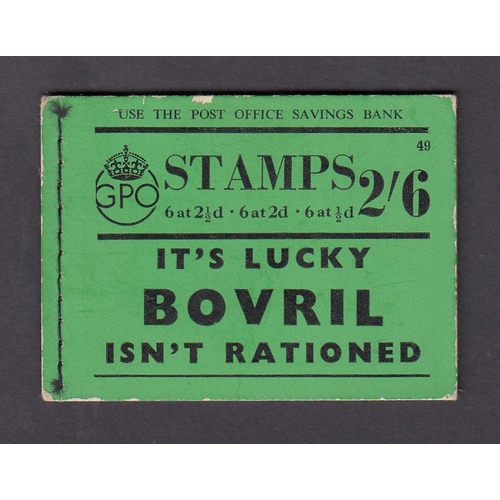 USE THE POST OFFICE SAVINGS BANK
49
GPO
STAMPS 2/6
6 at 2½d · 6 at 2d · 6 at ½d
IT'S LUCKY
BOVRIL
ISN'T RATIONED